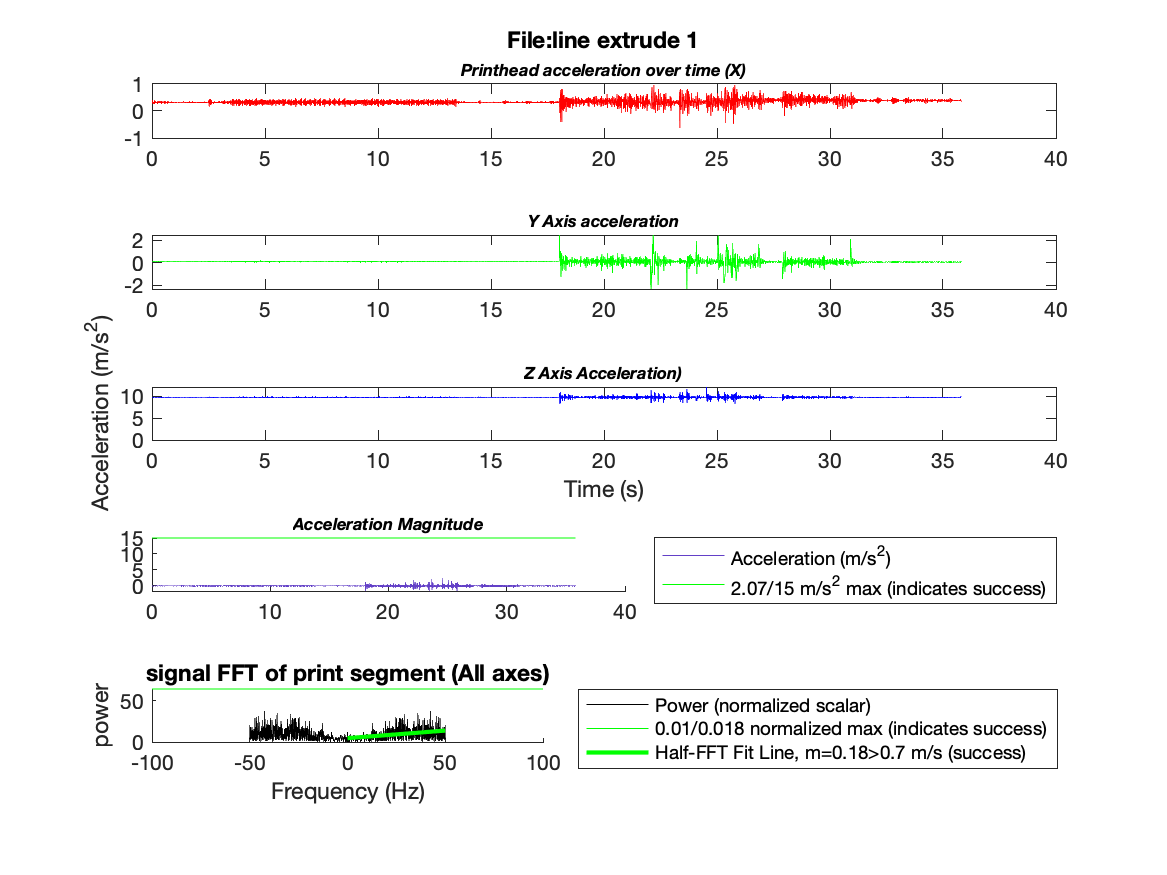 File:line extrude 1
Printhead acceleration over time (X)
1
0
-1
0 5 10 15 20 25 30 35 40
Y Axis acceleration
2
0
-2
0 5 10 15 20 25 30 35 40
Acceleration (m/s²)
Z Axis Acceleration)
10
5
0
0 5 10 15 20 25 30 35 40
Time (s)
Acceleration Magnitude
15
10
5
0
0 10 20 30 40
Acceleration (m/s²)
2.07/15 m/s² max (indicates success)
signal FFT of print segment (All axes)
power
50
0
-100 -50 0 50 100
Frequency (Hz)
Power (normalized scalar)
0.01/0.018 normalized max (indicates success)
Half-FFT Fit Line, m=0.18>0.7 m/s (success)